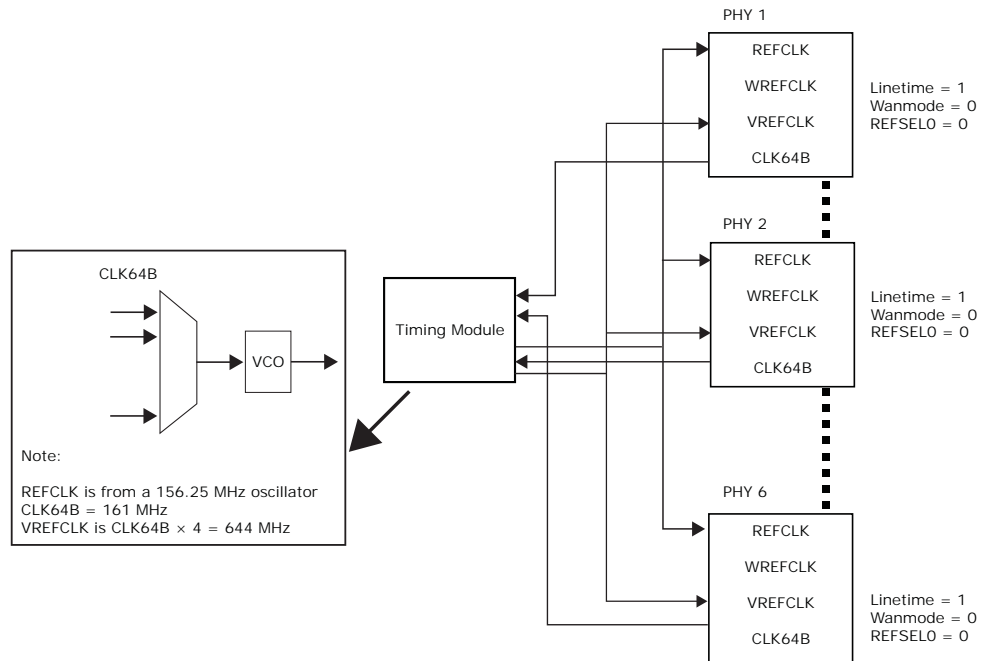 PHY 1
REFCLK
WREFCLK
VREFCLK
CLK64B
Linetime = 1
Wanmode = 0
REFSEL0 = 0
PHY 2
REFCLK
WREFCLK
VREFCLK
CLK64B
Linetime = 1
Wanmode = 0
REFSEL0 = 0
CLK64B
VCO
Note:
REFCLK is from a 156.25 MHz oscillator
CLK64B = 161 MHz
VREFCLK is CLK64B × 4 = 644 MHz
Timing Module
PHY 6
REFCLK
WREFCLK
VREFCLK
CLK64B
Linetime = 1
Wanmode = 0
REFSEL0 = 0